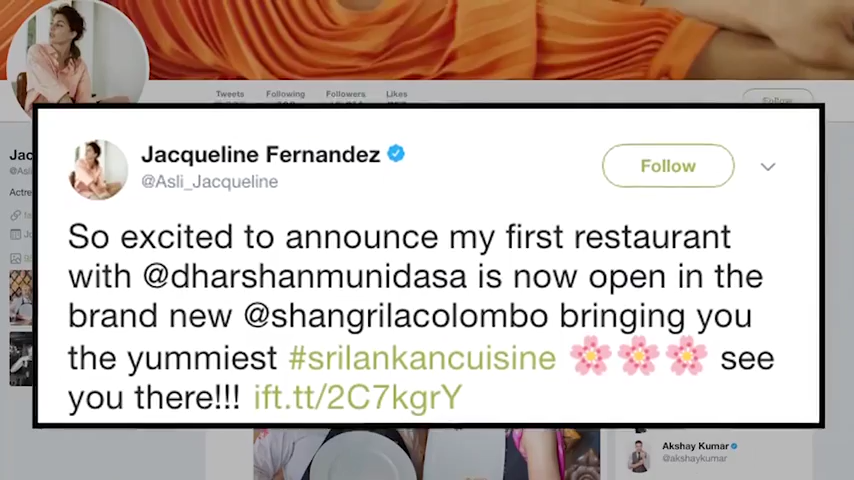 Tweets Following Followers Likes
Follow
Jacqueline Fernandez
@Asli_Jacqueline
Follow
So excited to announce my first restaurant
with @dharshanmunidasa is now open in the
brand new @shangrilacolombo bringing you
the yummiest #srilankancuisine 🌸🌸🌸 see
you there!!! ift.tt/2C7kgrY
Akshay Kumar
@akshaykumar